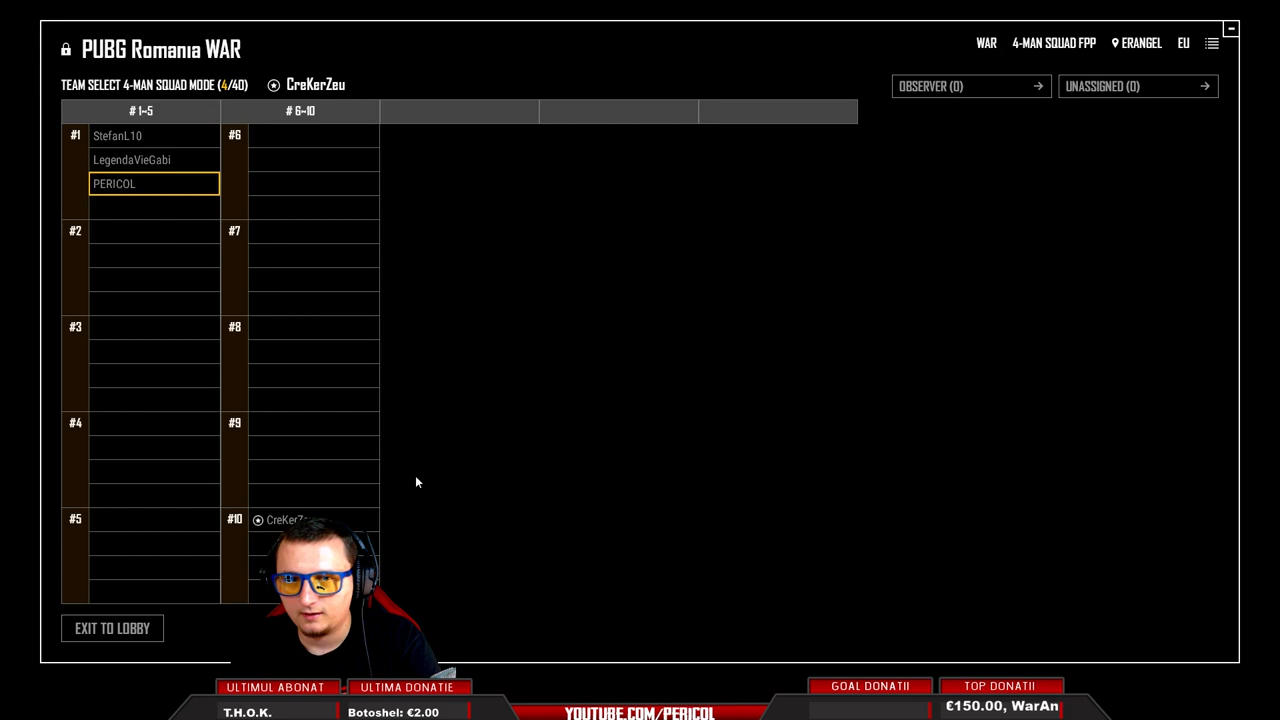 PUBG Romania WAR
WAR 4-MAN SQUAD FPP ERANGEL EU
TEAM SELECT 4-MAN SQUAD MODE (4/40) CreKerZeu
OBSERVER (0) UNASSIGNED (0)
# 1~5 # 6~10
#1 StefanL10 #6
LegendaVieGabi
PERICOL
#2 #7
#3 #8
#4 #9
#5 #10 CreKerZeu
EXIT TO LOBBY
ULTIMUL ABONAT ULTIMA DONATIE GOAL DONATII TOP DONATII
T.H.O.K. Botoshel: €2.00 YOUTUBE.COM/PERICOL €150.00, WarAn